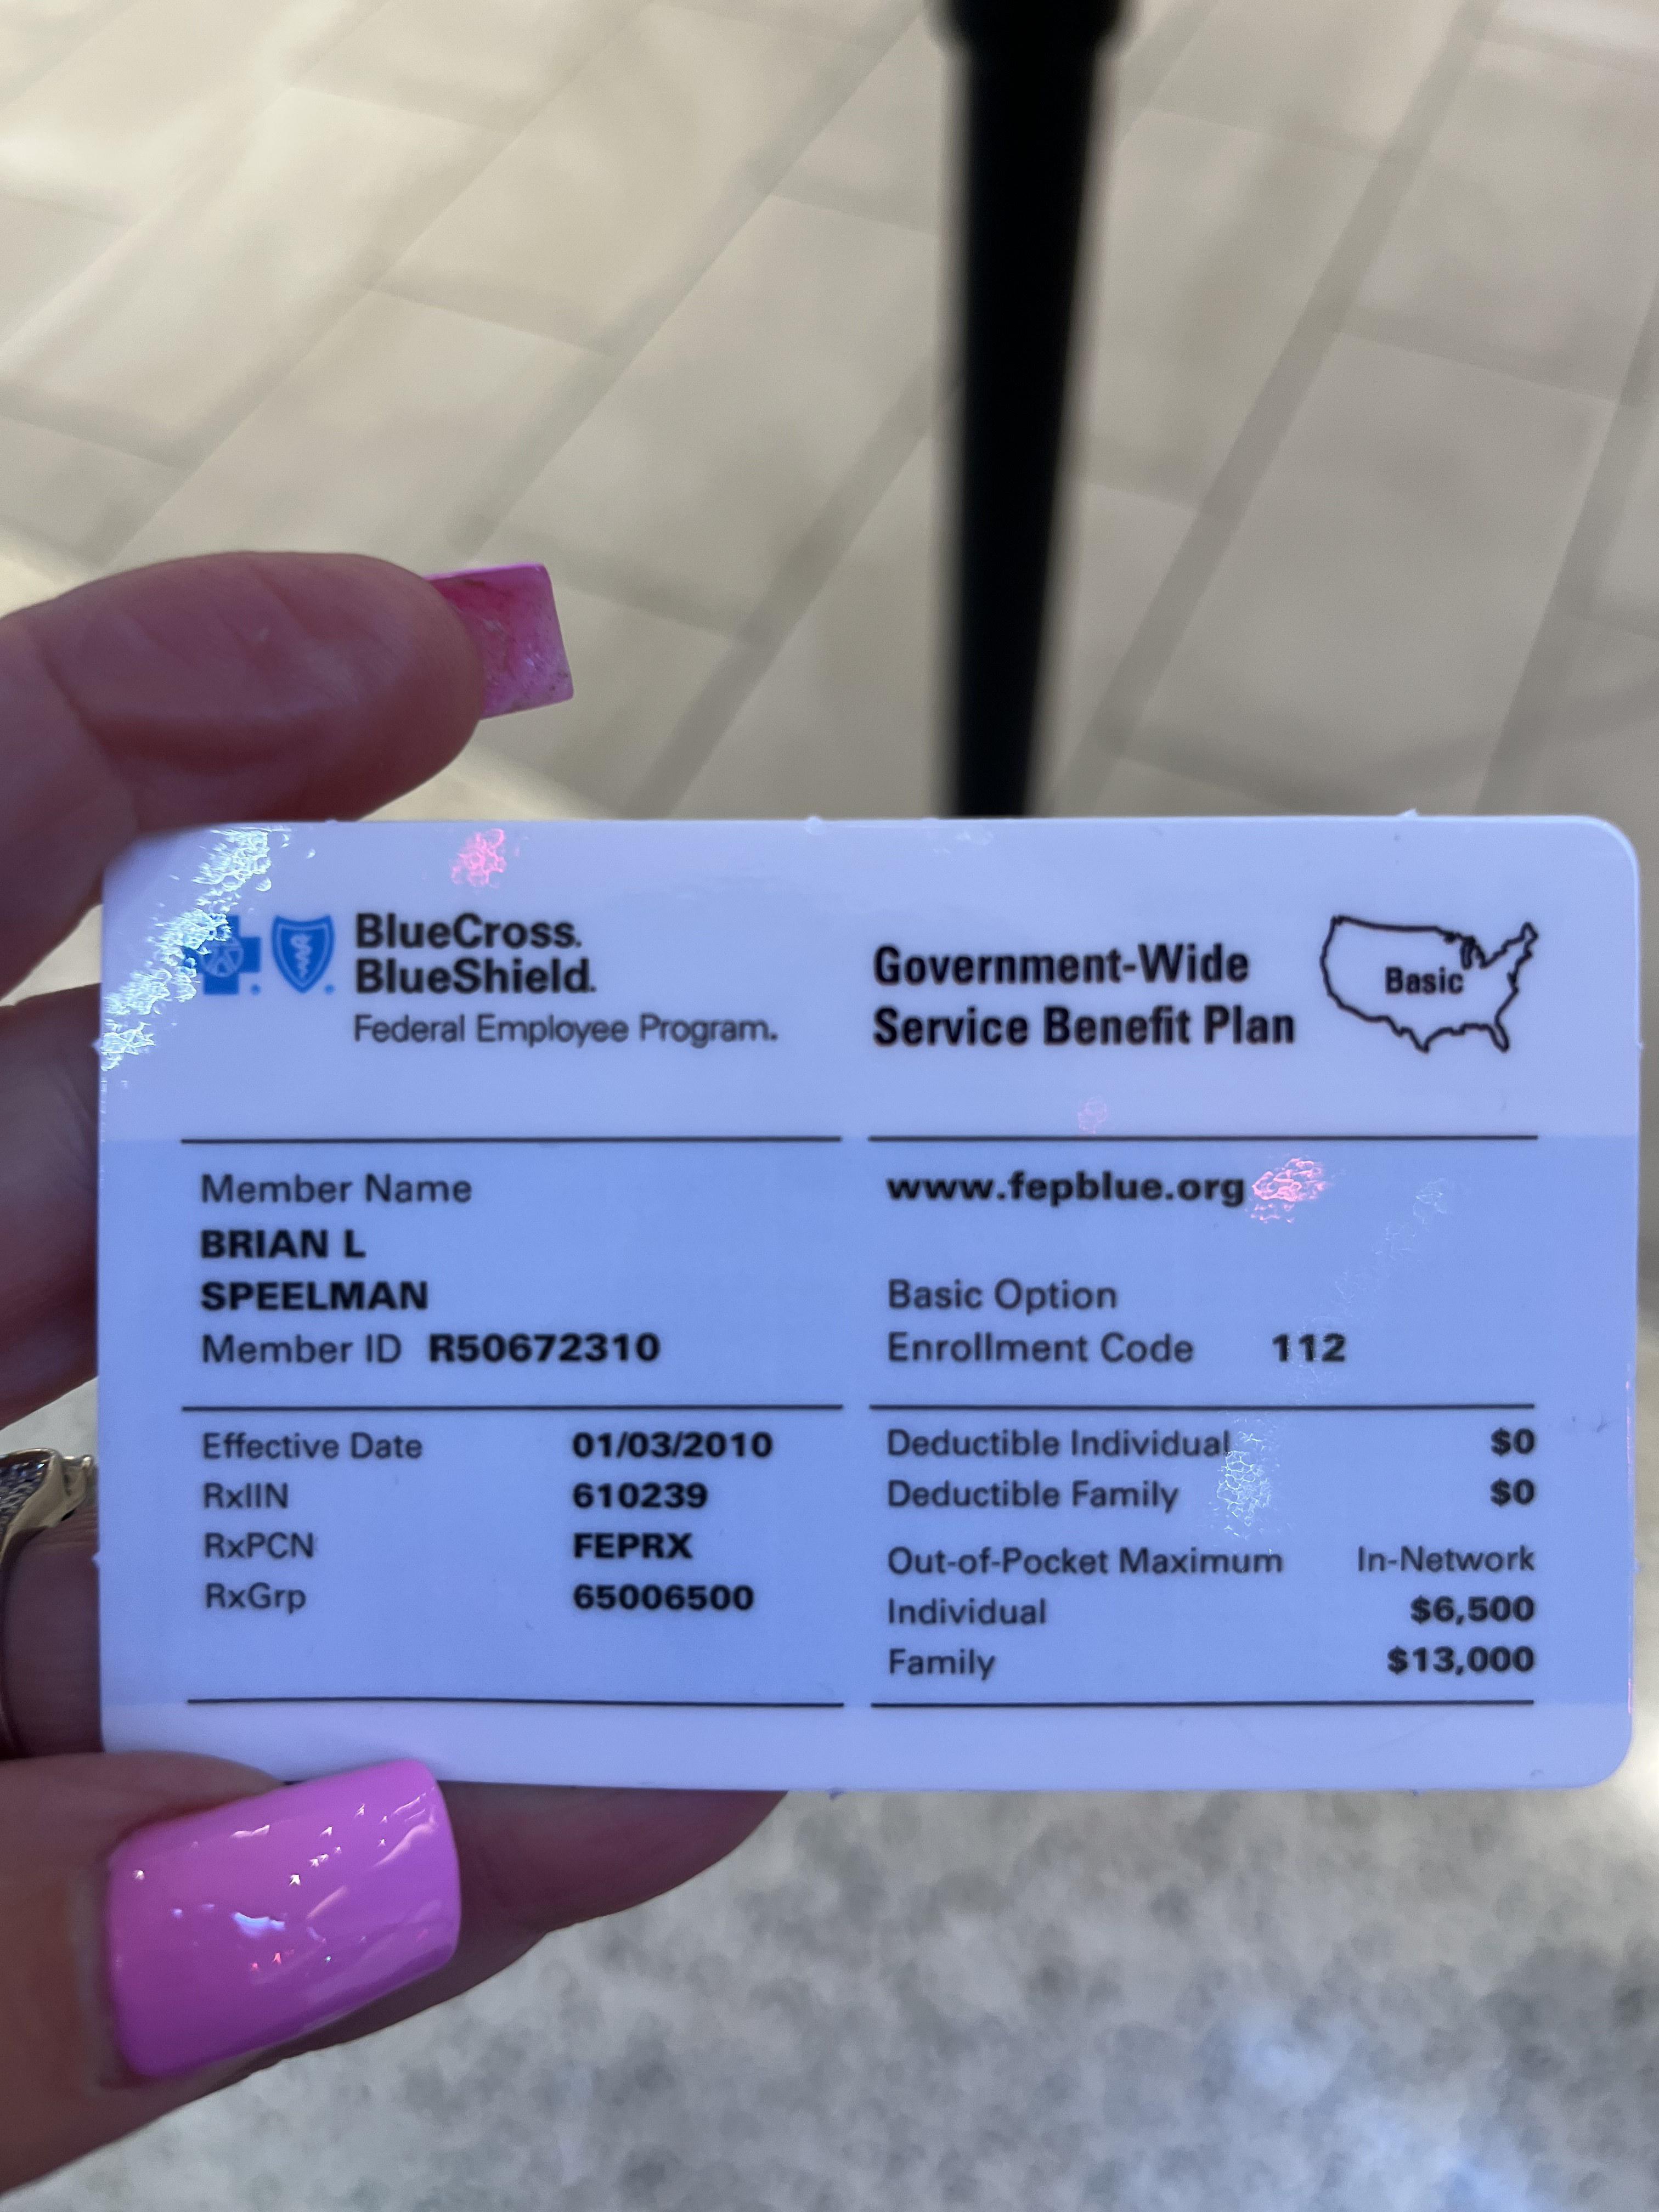 BlueCross.
BlueShield.
Federal Employee Program.
Government-Wide
Service Benefit Plan
Basic
Member Name
BRIAN L
SPEELMAN
Member ID R50672310
www.fepblue.org
Basic Option
Enrollment Code 112
Effective Date 01/03/2010
RxIIN 610239
RxPCN FEPRX
RxGrp 65006500
Deductible Individual $0
Deductible Family $0
Out-of-Pocket Maximum In-Network
Individual $6,500
Family $13,000